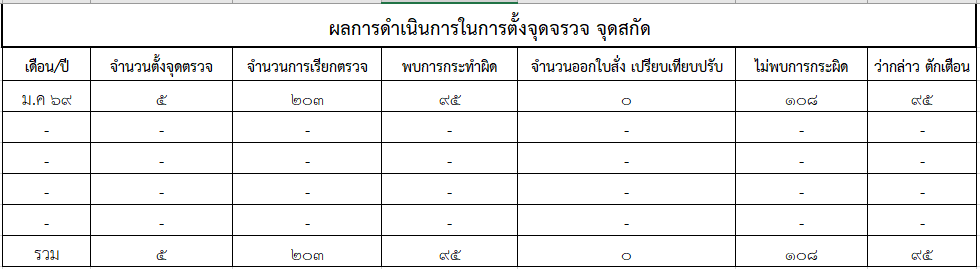 ผลการดำเนินการในการตั้งจุดจรวจ จุดสกัด
เดือน/ปี จำนวนตั้งจุดตรวจ จำนวนการเรียกตรวจ พบการกระทำผิด จำนวนออกใบสั่ง เปรียบเทียบปรับ ไม่พบการกระผิด ว่ากล่าว ตักเตือน
ม.ค ๖๙ ๕ ๒๐๓ ๙๕ ๐ ๑๐๘ ๙๕
- - - - - - -
- - - - - - -
- - - - - - -
- - - - - - -
รวม ๕ ๒๐๓ ๙๕ ๐ ๑๐๘ ๙๕